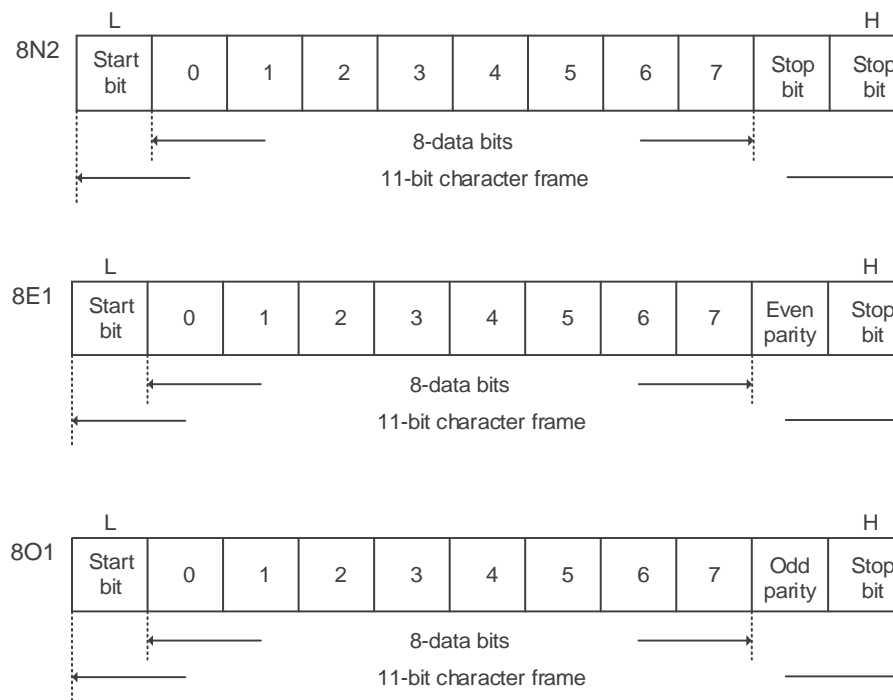 L H
8N2 Start bit 0 1 2 3 4 5 6 7 Stop bit Stop bit
8-data bits
11-bit character frame
L H
8E1 Start bit 0 1 2 3 4 5 6 7 Even parity Stop bit
8-data bits
11-bit character frame
L H
8O1 Start bit 0 1 2 3 4 5 6 7 Odd parity Stop bit
8-data bits
11-bit character frame